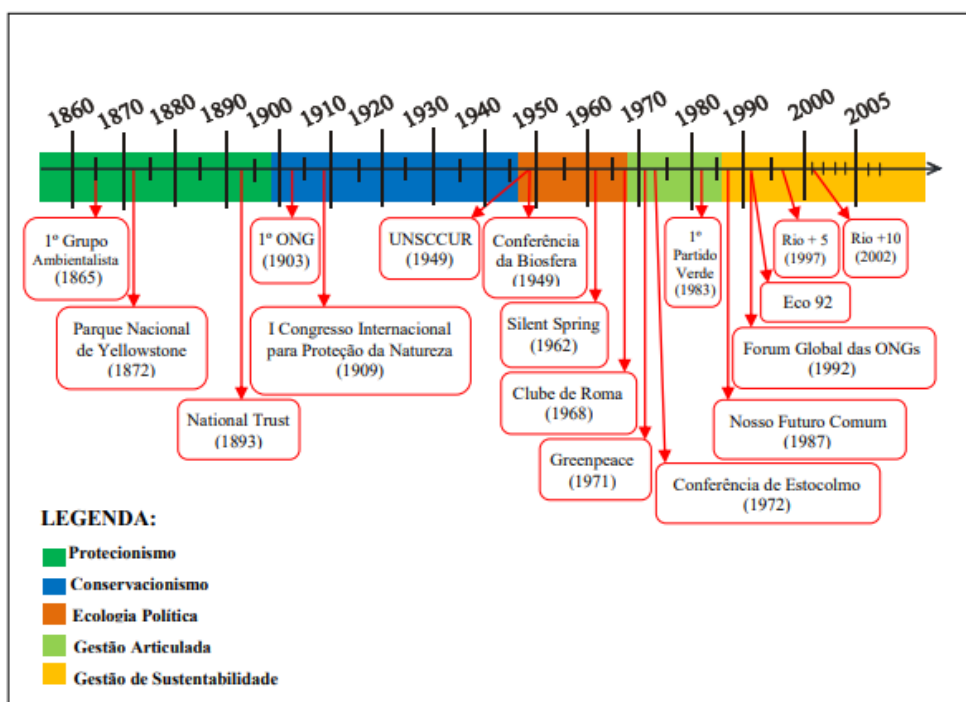 1860 1870 1880 1890 1900 1910 1920 1930 1940 1950 1960 1970 1980 1990 2000 2005
1º Grupo
Ambientalista
(1865)
Parque Nacional
de Yellowstone
(1872)
National Trust
(1893)
1º ONG
(1903)
I Congresso Internacional
para Proteção da Natureza
(1909)
UNSCCUR
(1949)
Conferência
da Biosfera
(1949)
Silent Spring
(1962)
Clube de Roma
(1968)
Greenpeace
(1971)
Conferência de Estocolmo
(1972)
1º
Partido
Verde
(1983)
Nosso Futuro Comum
(1987)
Forum Global das ONGs
(1992)
Eco 92
Rio + 5
(1997)
Rio +10
(2002)
LEGENDA:
Protecionismo
Conservacionismo
Ecologia Política
Gestão Articulada
Gestão de Sustentabilidade